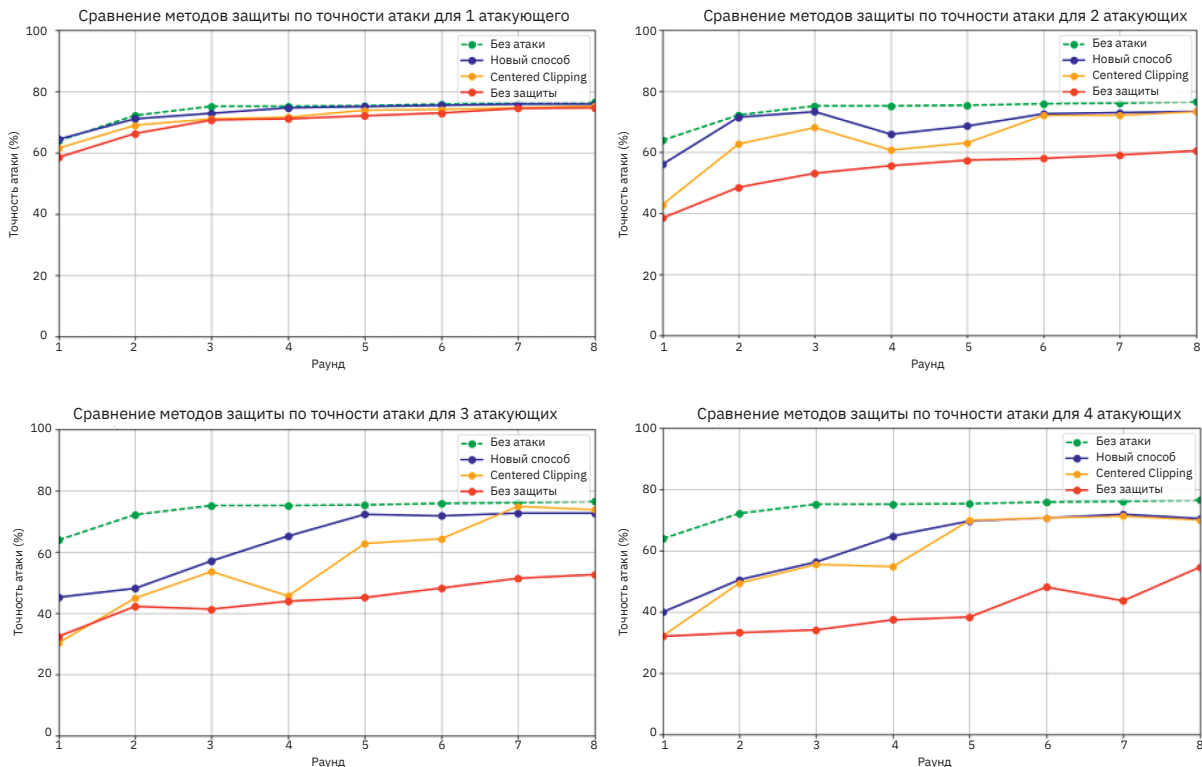 Сравнение методов защиты по точности атаки для 1 атакующего
100
80
60
40
20
0
Точность атаки (%)
Без атаки
Новый способ
Centered Clipping
Без защиты
1 2 3 4 5 6 7 8
Раунд
Сравнение методов защиты по точности атаки для 2 атакующих
100
80
60
40
20
0
Точность атаки (%)
Без атаки
Новый способ
Centered Clipping
Без защиты
1 2 3 4 5 6 7 8
Раунд
Сравнение методов защиты по точности атаки для 3 атакующих
100
80
60
40
20
0
Точность атаки (%)
Без атаки
Новый способ
Centered Clipping
Без защиты
1 2 3 4 5 6 7 8
Раунд
Сравнение методов защиты по точности атаки для 4 атакующих
100
80
60
40
20
0
Точность атаки (%)
Без атаки
Новый способ
Centered Clipping
Без защиты
1 2 3 4 5 6 7 8
Раунд